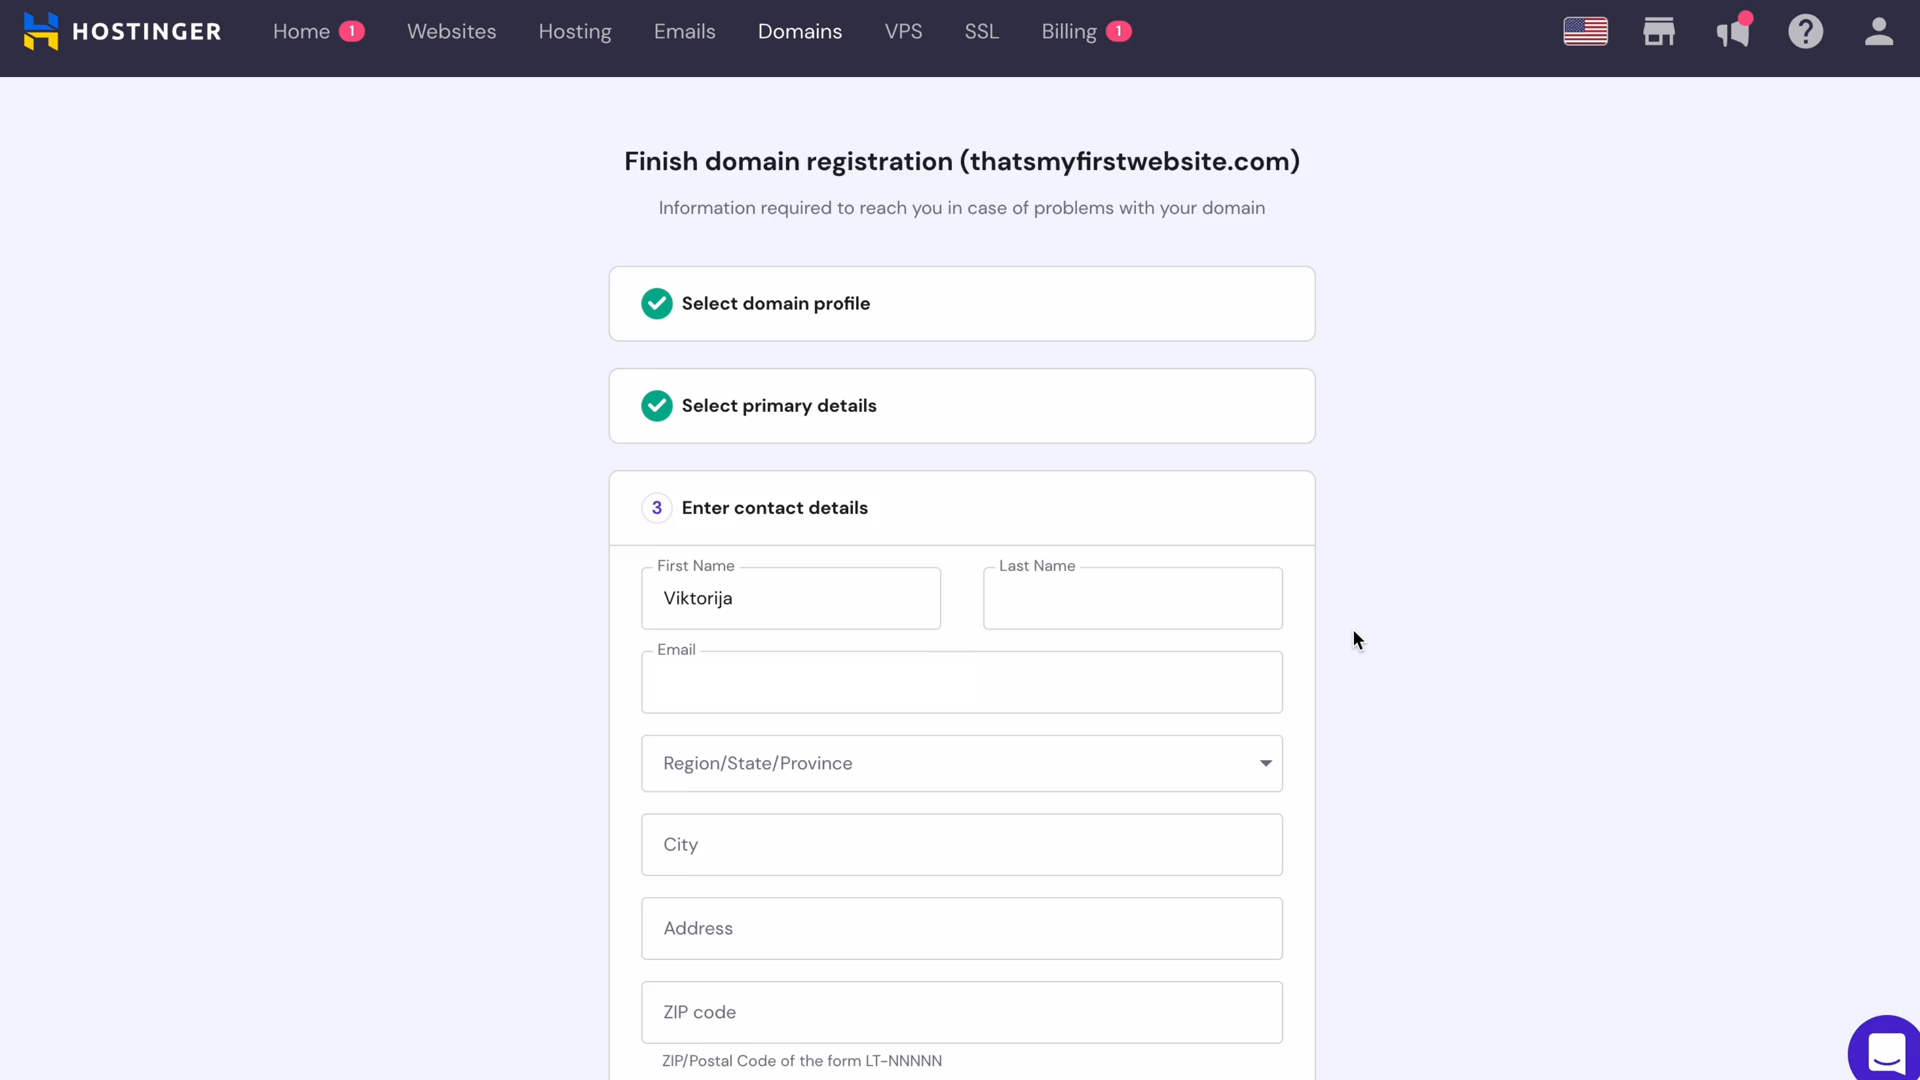 HOSTINGER Home 1 Websites Hosting Emails Domains VPS SSL Billing 1
Finish domain registration (thatsmyfirstwebsite.com)
Information required to reach you in case of problems with your domain
Select domain profile
Select primary details
3 Enter contact details
First Name Last Name
Viktorija
Email
Region/State/Province
City
Address
ZIP code
ZIP/Postal Code of the form LT-NNNNN